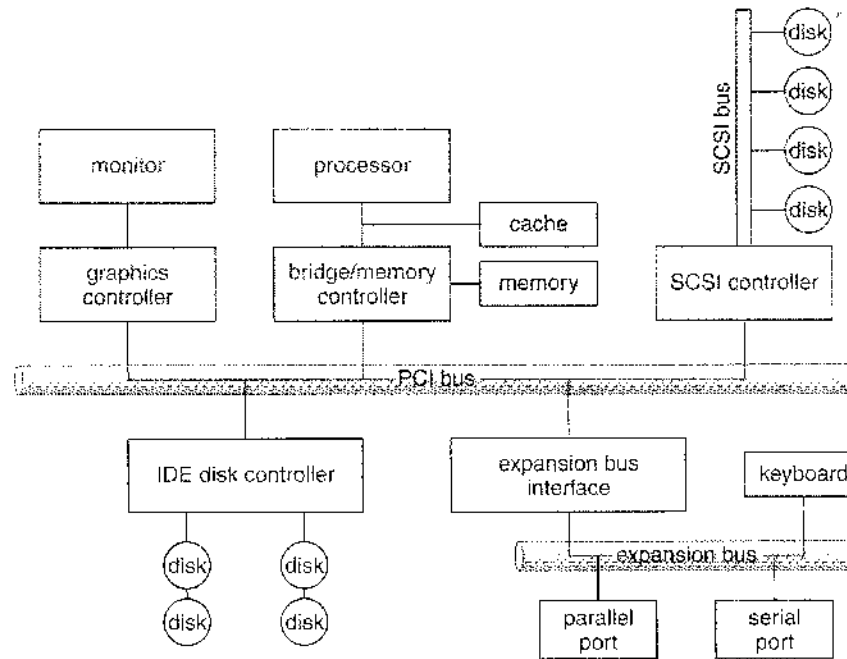 disk
disk
disk
disk
SCSI bus
monitor
processor
cache
graphics
controller
bridge/memory
controller
memory
SCSI controller
PCI bus
IDE disk controller
expansion bus
interface
keyboard
disk
disk
disk
disk
expansion bus
parallel
port
serial
port